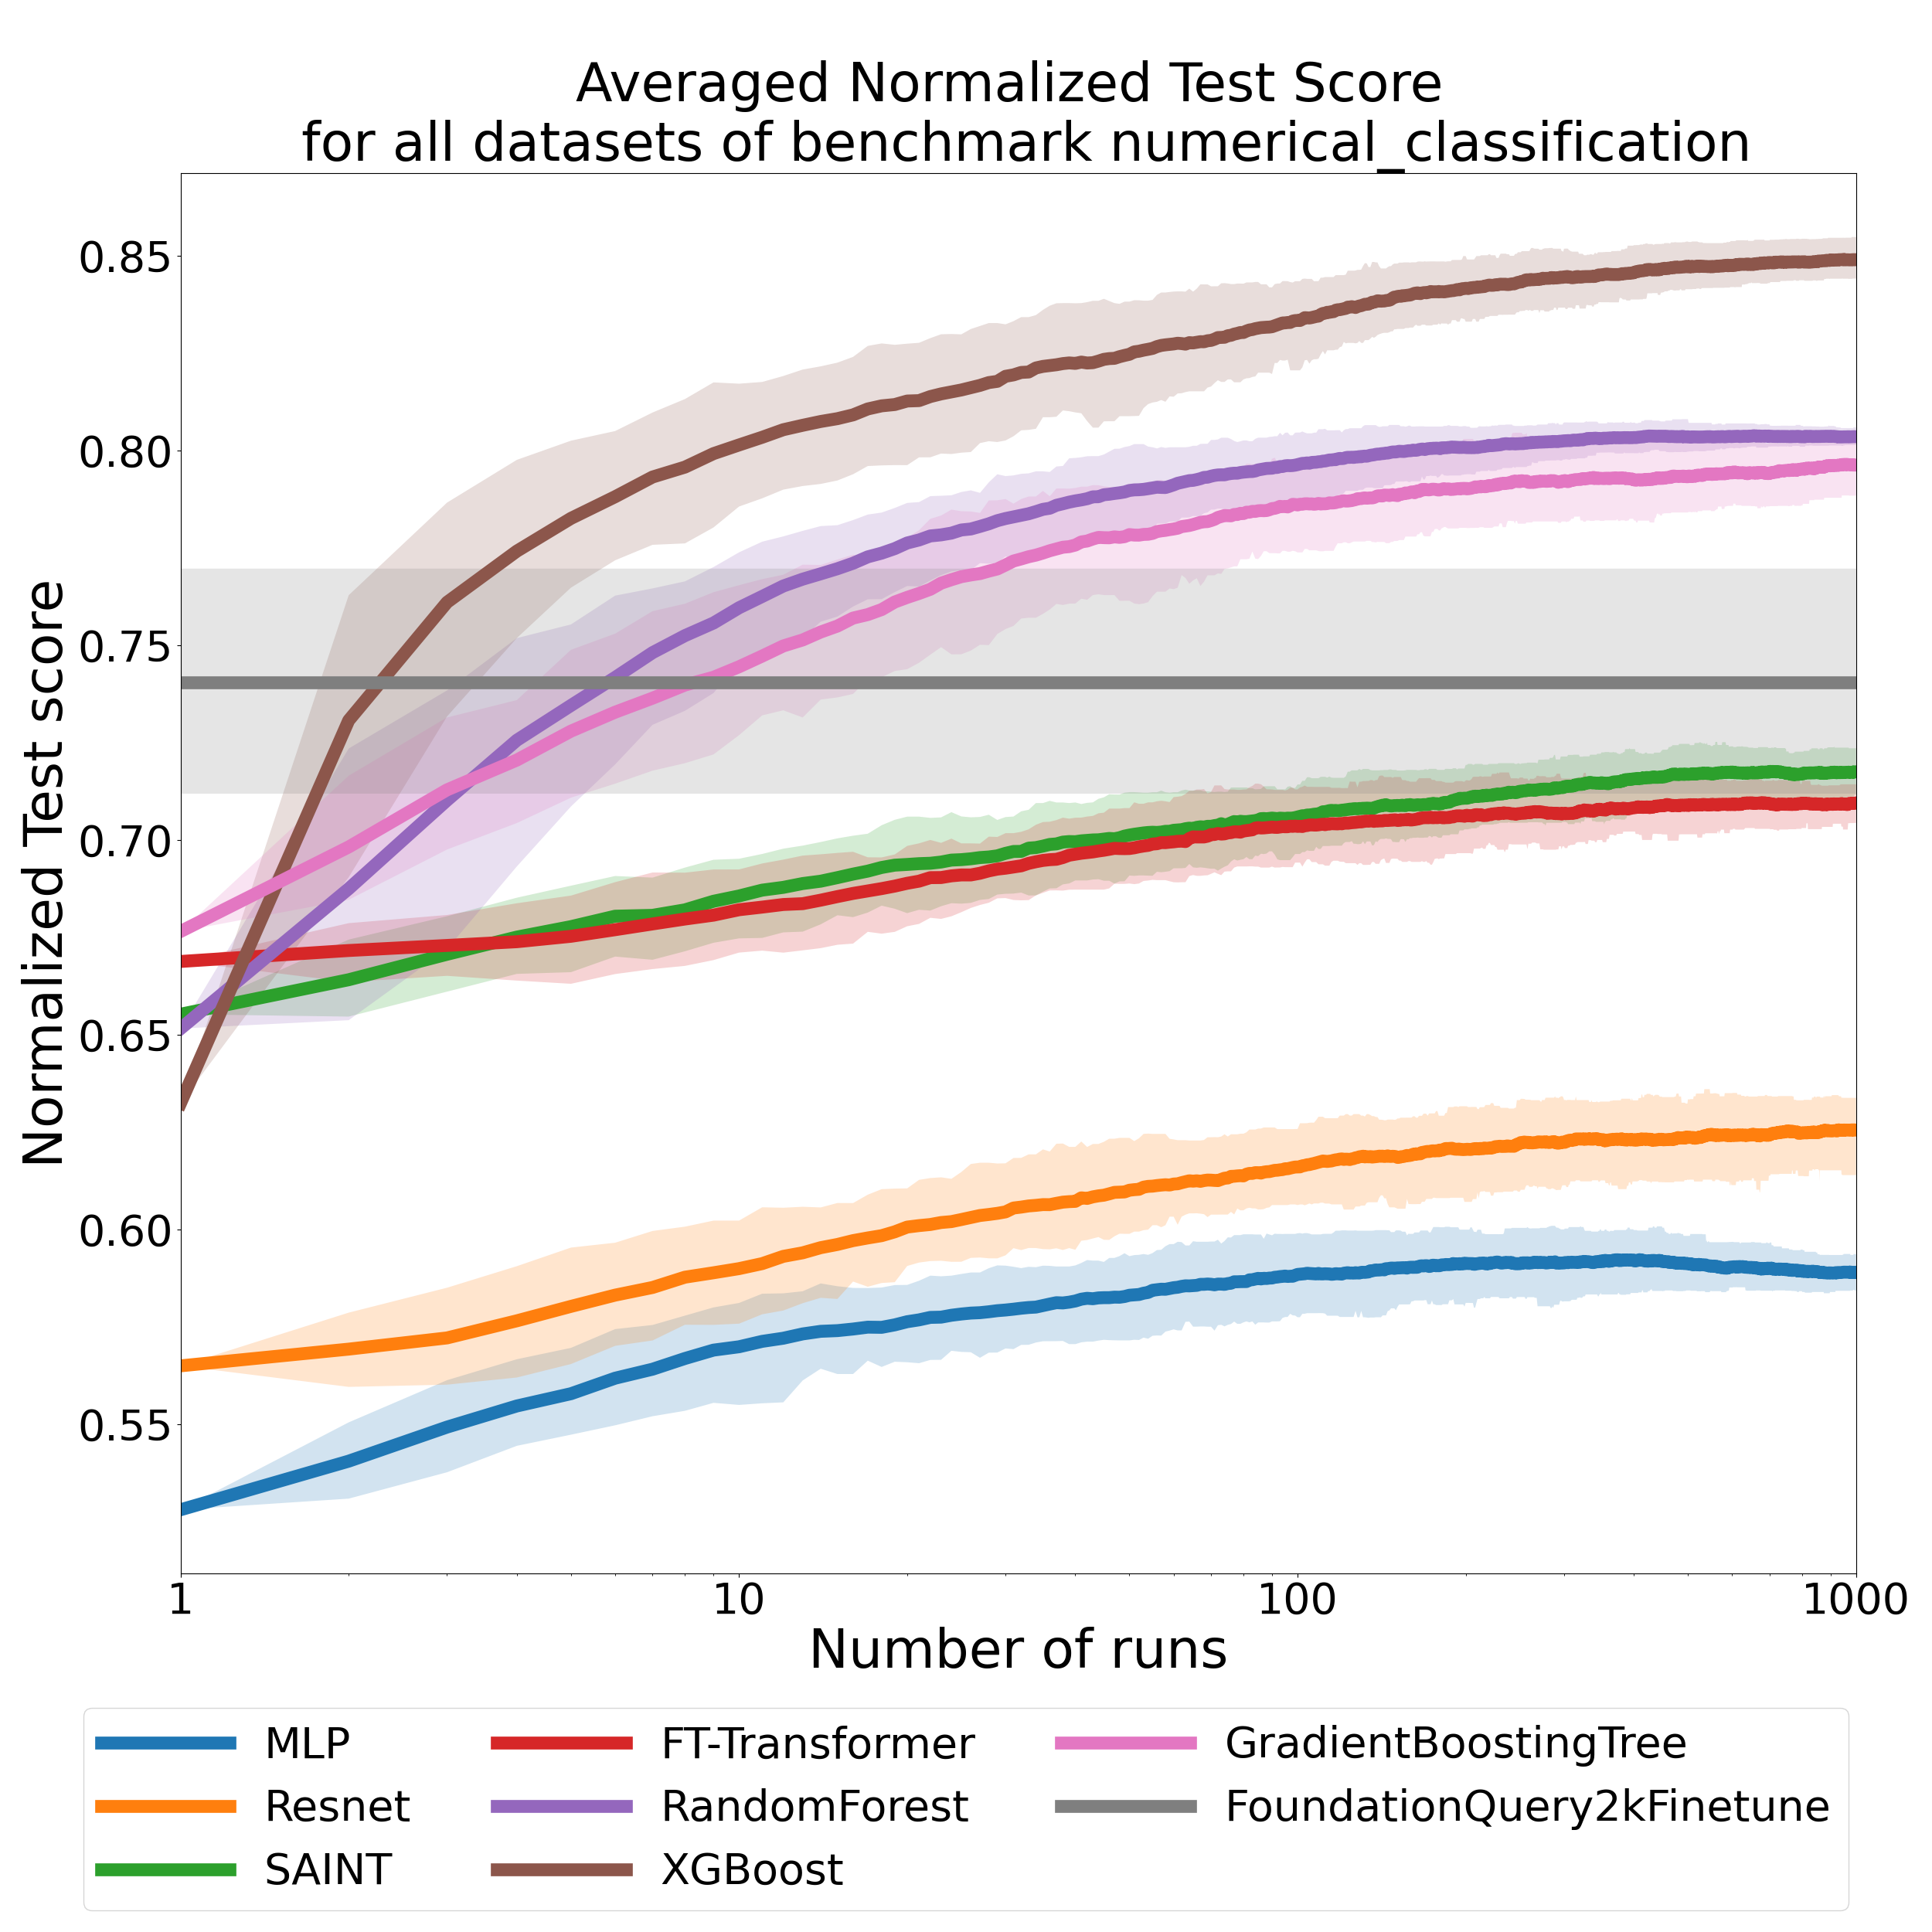 Averaged Normalized Test Score
for all datasets of benchmark numerical_classification
Normalized Test score
0.85
0.80
0.75
0.70
0.65
0.60
0.55
1 10 100 1000
Number of runs
MLP FT-Transformer GradientBoostingTree
Resnet RandomForest FoundationQuery2kFinetune
SAINT XGBoost